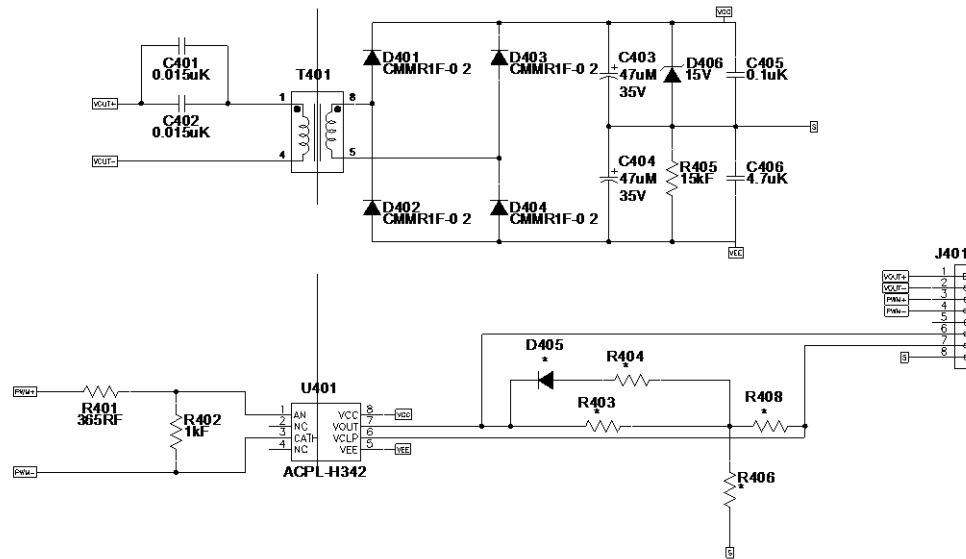 VCC
C401
0.015uK
T401
D401
CMMR1F-0 2
D403
CMMR1F-0 2
C403
47uM
35V
D406
15V
C405
0.1uK
1
8
VOUT+
C402
0.015uK
S
VOUT-
4
5
C404
47uM
35V
R405
15kF
C406
4.7uK
D402
CMMR1F-0 2
D404
CMMR1F-0 2
VEE
J401
VOUT+ 1
VOUT- 2
PWM+ 3
PWM- 4
5
6
7
S 8
D405
*
R404
*
U401
PWM+
R401
365RF
R402
1kF
1 AN VCC 8 VCC
2 NC VOUT 7
3 CATH VCLP 6
4 NC VEE 5 VEE
R403
*
R408
*
PWM-
ACPL-H342
R406
*
S